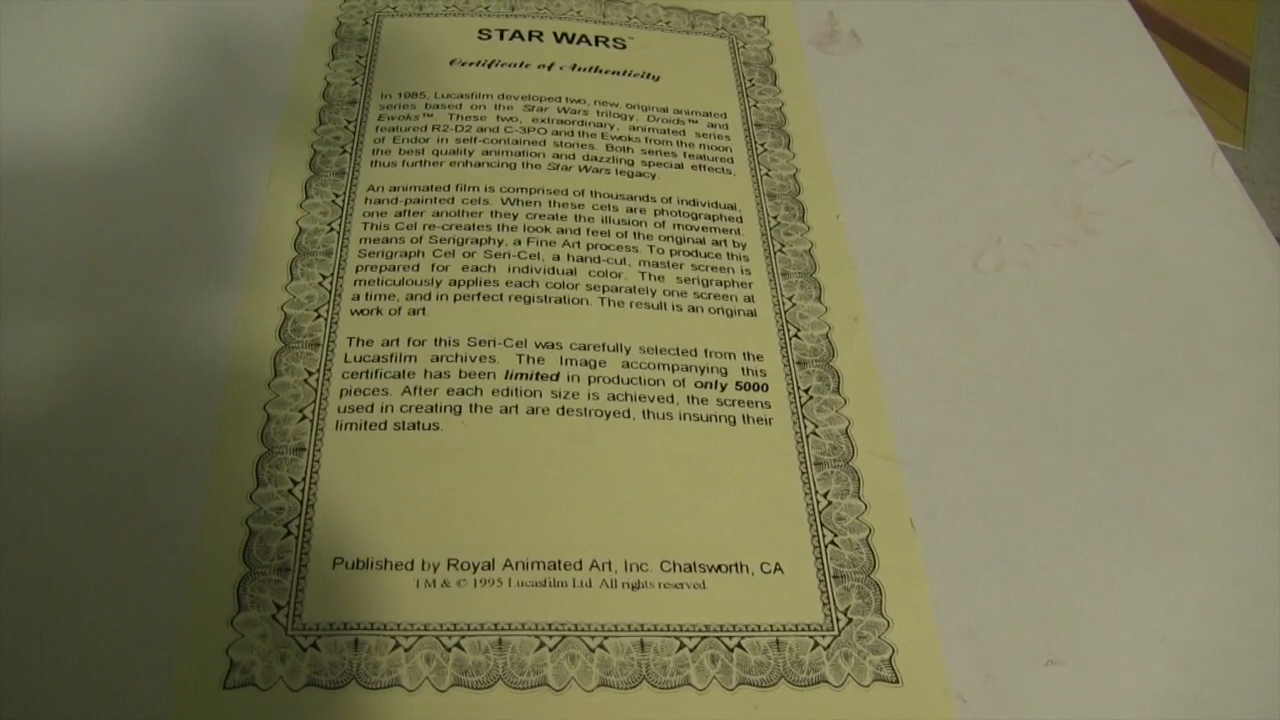 STAR WARS™
Certificate of Authenticity
In 1985, Lucasfilm developed two, new, original animated
series based on the Star Wars trilogy, Droids™ and
Ewoks™. These two, extraordinary, animated series
featured R2-D2 and C-3PO and the Ewoks from the moon
of Endor in self-contained stories. Both series featured
the best quality animation and dazzling special effects,
thus further enhancing the Star Wars legacy.
An animated film is comprised of thousands of individual,
hand-painted cels. When these cels are photographed
one after another they create the illusion of movement.
This Cel re-creates the look and feel of the original art by
means of Serigraphy, a Fine Art process. To produce this
Serigraph Cel or Seri-Cel, a hand-cut, master screen is
prepared for each individual color. The serigrapher
meticulously applies each color separately one screen at
a time, and in perfect registration. The result is an original
work of art.
The art for this Seri-Cel was carefully selected from the
Lucasfilm archives. The Image accompanying this
certificate has been limited in production of only 5000
pieces. After each edition size is achieved, the screens
used in creating the art are destroyed, thus insuring their
limited status.
Published by Royal Animated Art, Inc. Chatsworth, CA
TM & © 1995 Lucasfilm Ltd. All rights reserved.